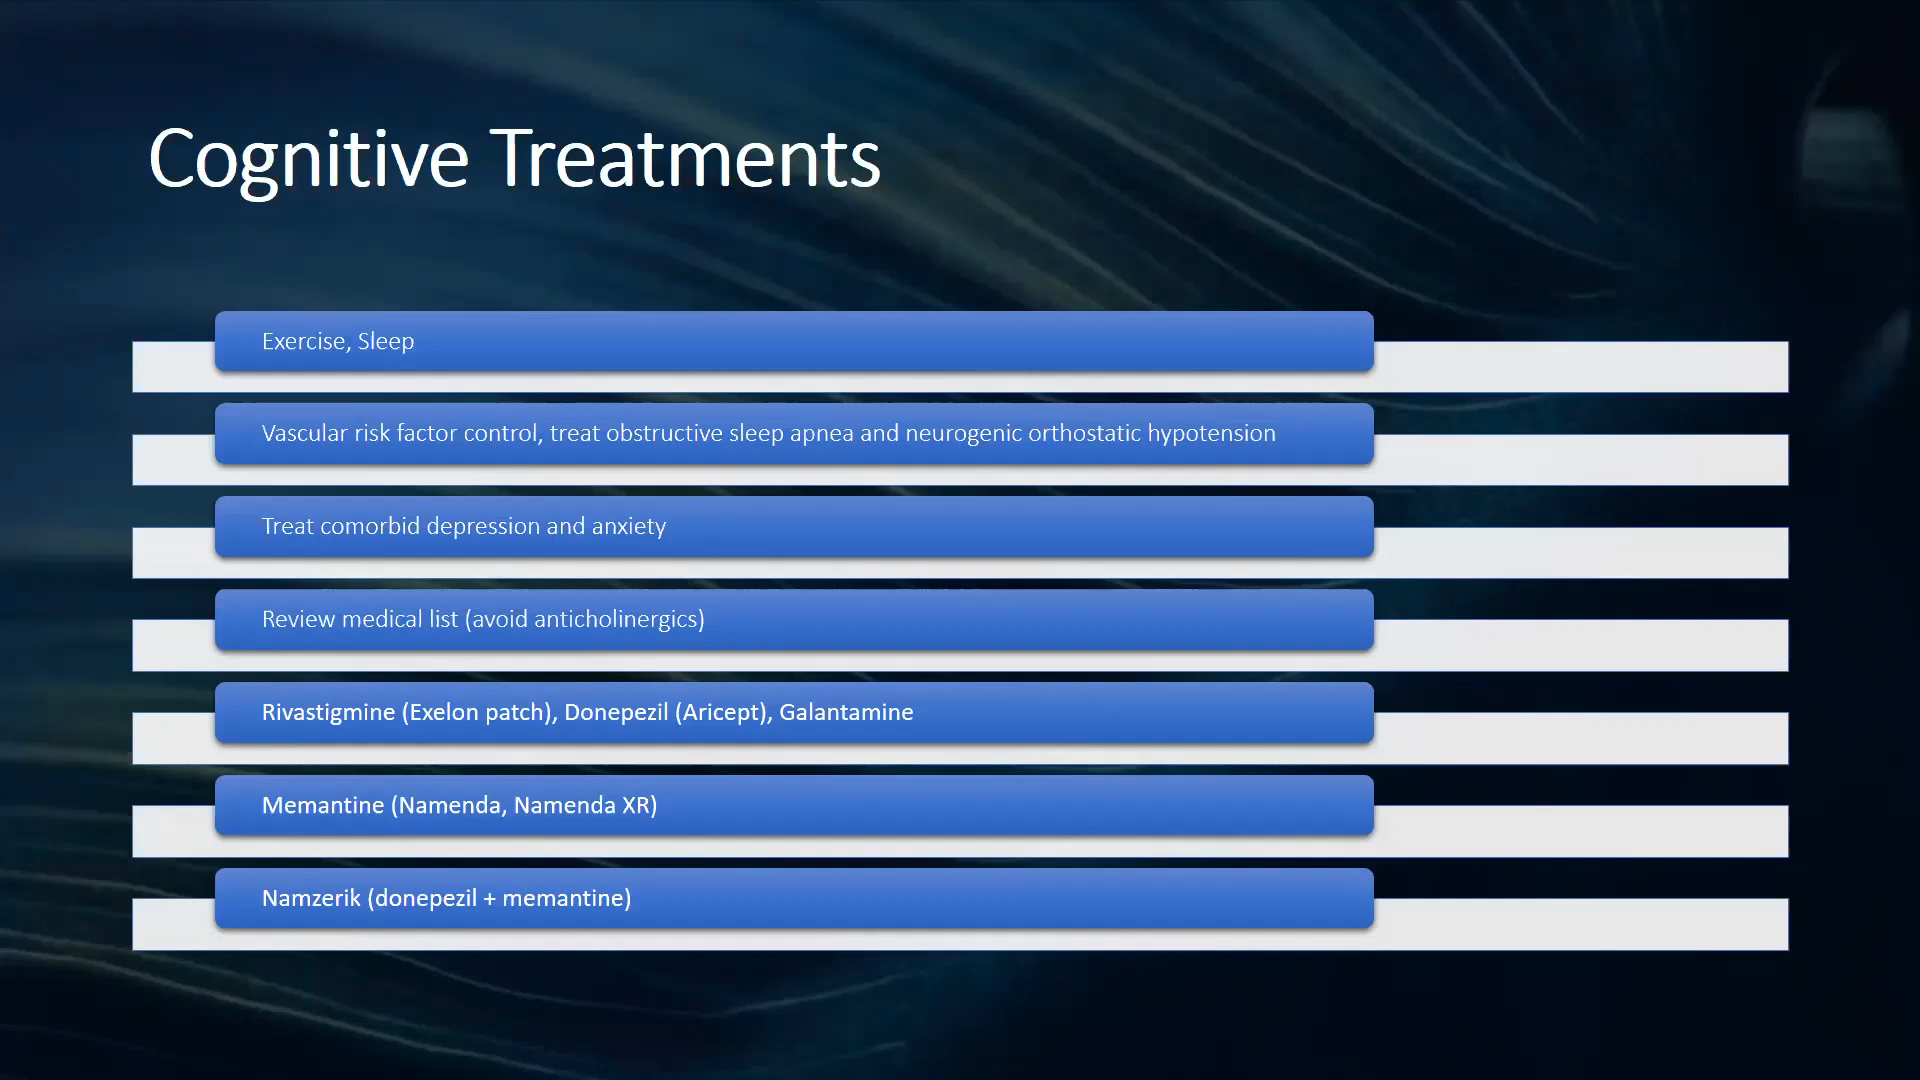 Cognitive Treatments
Exercise, Sleep
Vascular risk factor control, treat obstructive sleep apnea and neurogenic orthostatic hypotension
Treat comorbid depression and anxiety
Review medical list (avoid anticholinergics)
Rivastigmine (Exelon patch), Donepezil (Aricept), Galantamine
Memantine (Namenda, Namenda XR)
Namzerik (donepezil + memantine)